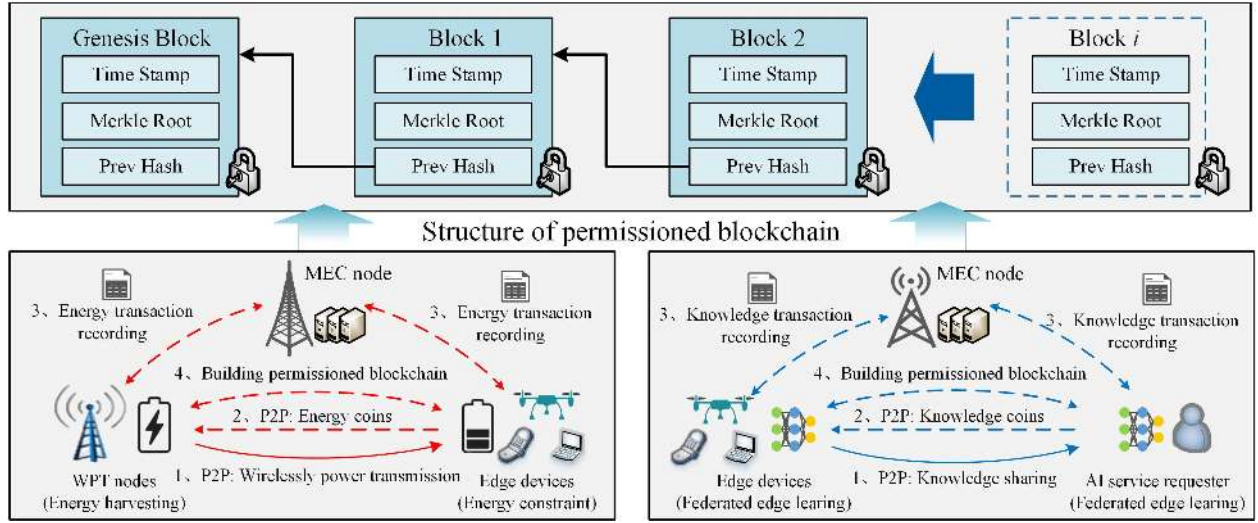 Genesis Block
Time Stamp
Merkle Root
Prev Hash
Block 1
Time Stamp
Merkle Root
Prev Hash
Block 2
Time Stamp
Merkle Root
Prev Hash
Block i
Time Stamp
Merkle Root
Prev Hash
Structure of permissioned blockchain
MEC node
3、Energy transaction
recording
3、Energy transaction
recording
4、Building permissioned blockchain
2、P2P: Energy coins
1、P2P: Wirelessly power transmission
WPT nodes
(Energy harvesting)
Edge devices
(Energy constraint)
MEC node
3、Knowledge transaction
recording
3、Knowledge transaction
recording
4、Building permissioned blockchain
2、P2P: Knowledge coins
1、P2P: Knowledge sharing
Edge devices
(Federated edge learing)
AI service requester
(Federated edge learing)